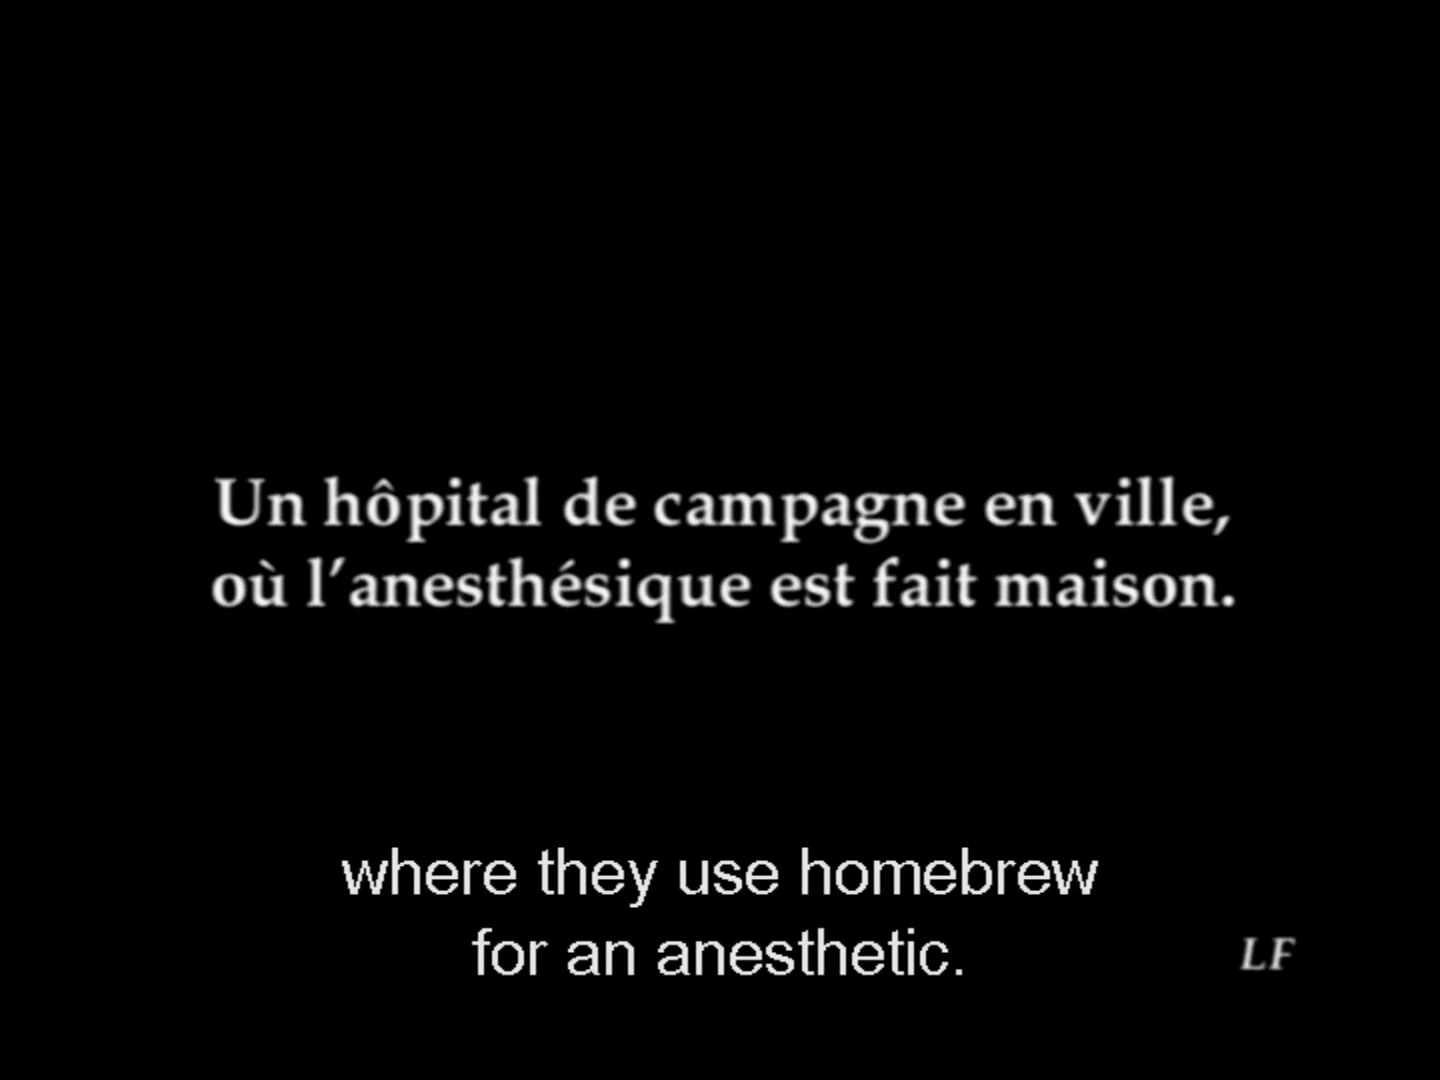 Un hôpital de campagne en ville,
où l’anesthésique est fait maison.
where they use homebrew
for an anesthetic.
LF